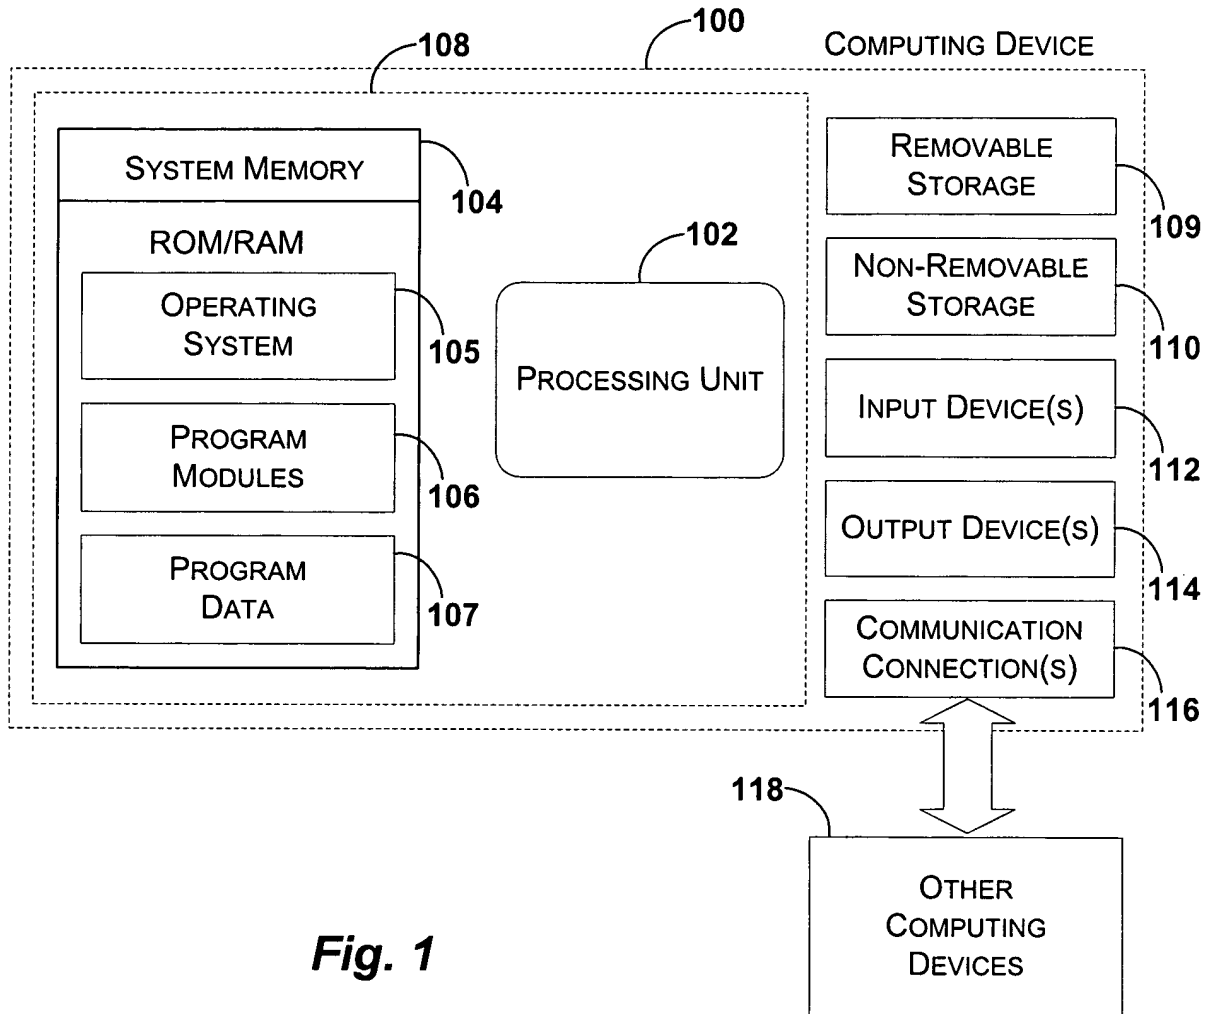 100
COMPUTING DEVICE
108
SYSTEM MEMORY
104
ROM/RAM
OPERATING
SYSTEM
105
PROGRAM
MODULES
106
PROGRAM
DATA
107
102
PROCESSING UNIT
REMOVABLE
STORAGE
109
NON-REMOVABLE
STORAGE
110
INPUT DEVICE(S)
112
OUTPUT DEVICE(S)
114
COMMUNICATION
CONNECTION(S)
116
118
OTHER
COMPUTING
DEVICES
Fig. 1